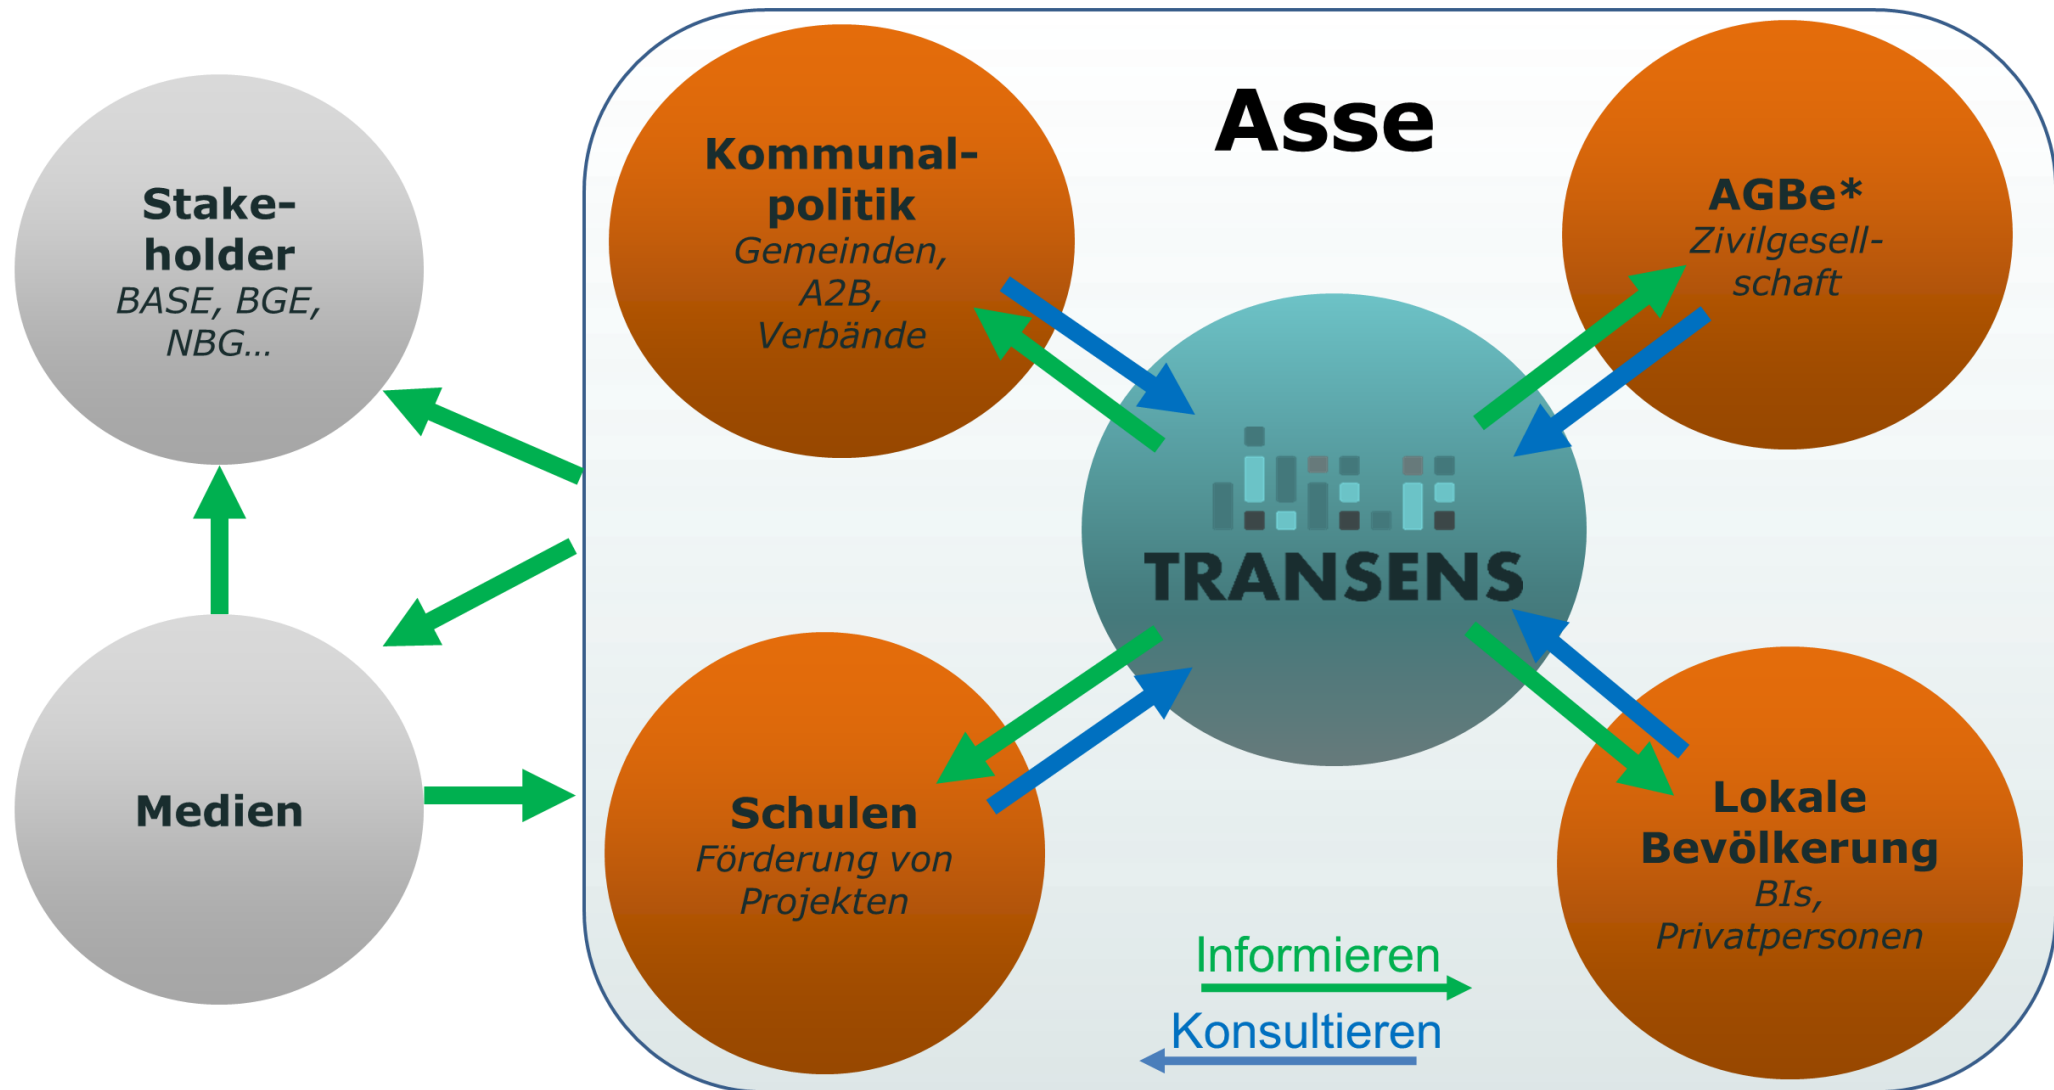 Asse
Stake-
holder
BASE, BGE,
NBG...
Kommunal-
politik
Gemeinden,
A2B,
Verbände
AGBe*
Zivilgesell-
schaft
TRANSENS
Medien
Schulen
Förderung von
Projekten
Lokale
Bevölkerung
BIs,
Privatpersonen
Informieren
Konsultieren